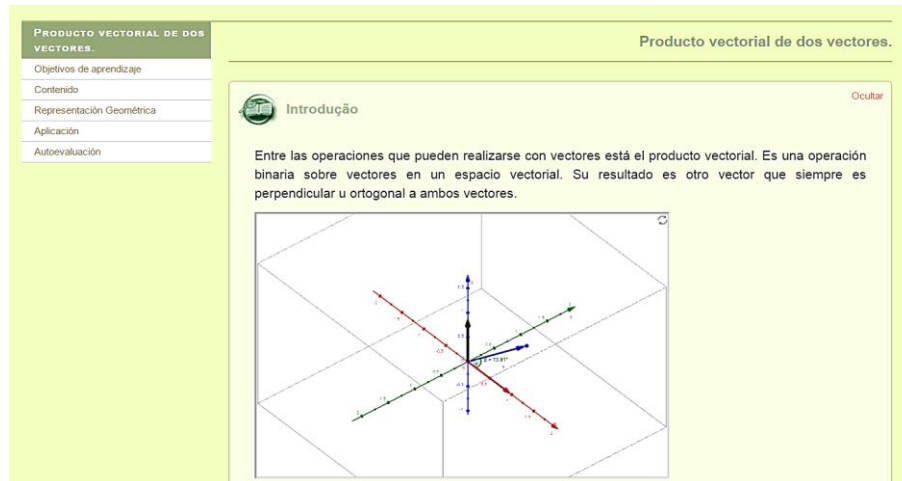 PRODUCTO VECTORIAL DE DOS
VECTORES.
Objetivos de aprendizaje
Contenido
Representación Geométrica
Aplicación
Autoevaluación
Producto vectorial de dos vectores.
Ocultar
Introdução
Entre las operaciones que pueden realizarse con vectores está el producto vectorial. Es una operación
binaria sobre vectores en un espacio vectorial. Su resultado es otro vector que siempre es
perpendicular u ortogonal a ambos vectores.